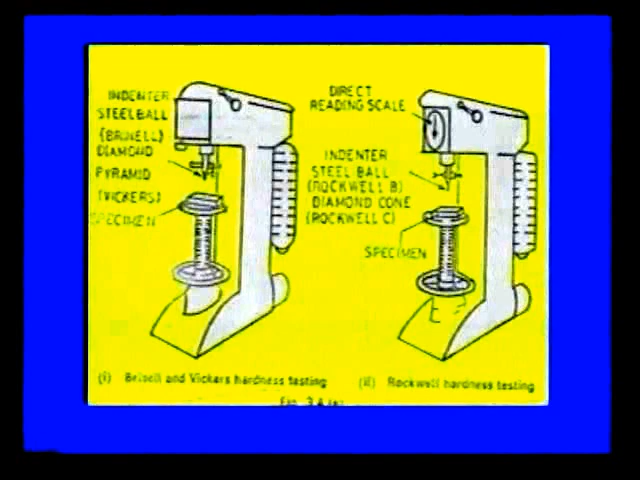 INDENTER
STEEL BALL
(BRINELL)
DIAMOND
PYRAMID
(VICKERS)
SPECIMEN
DIRECT
READING SCALE
INDENTER
STEEL BALL
(ROCKWELL B)
DIAMOND CONE
(ROCKWELL C)
SPECIMEN
(i) Brinell and Vickers hardness testing
(ii) Rockwell hardness testing